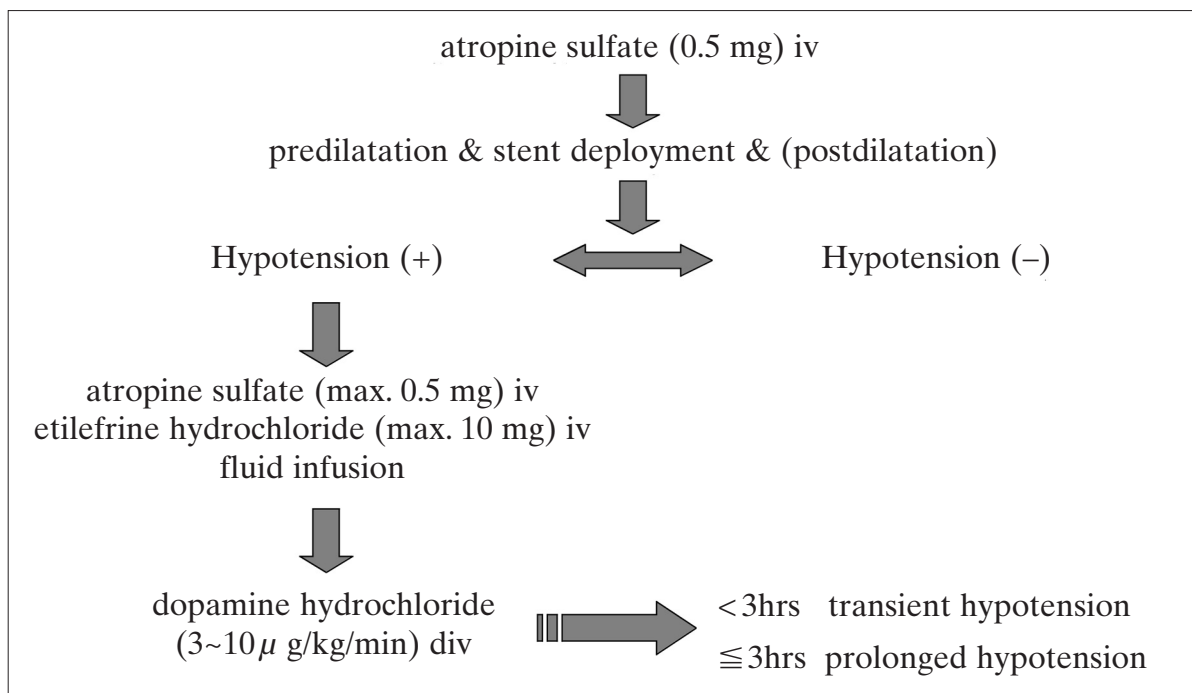 atropine sulfate (0.5 mg) iv
predilatation & stent deployment & (postdilatation)
Hypotension (+)
Hypotension (–)
atropine sulfate (max. 0.5 mg) iv
etilefrine hydrochloride (max. 10 mg) iv
fluid infusion
dopamine hydrochloride
(3~10μ g/kg/min) div
<3hrs transient hypotension
≦3hrs prolonged hypotension